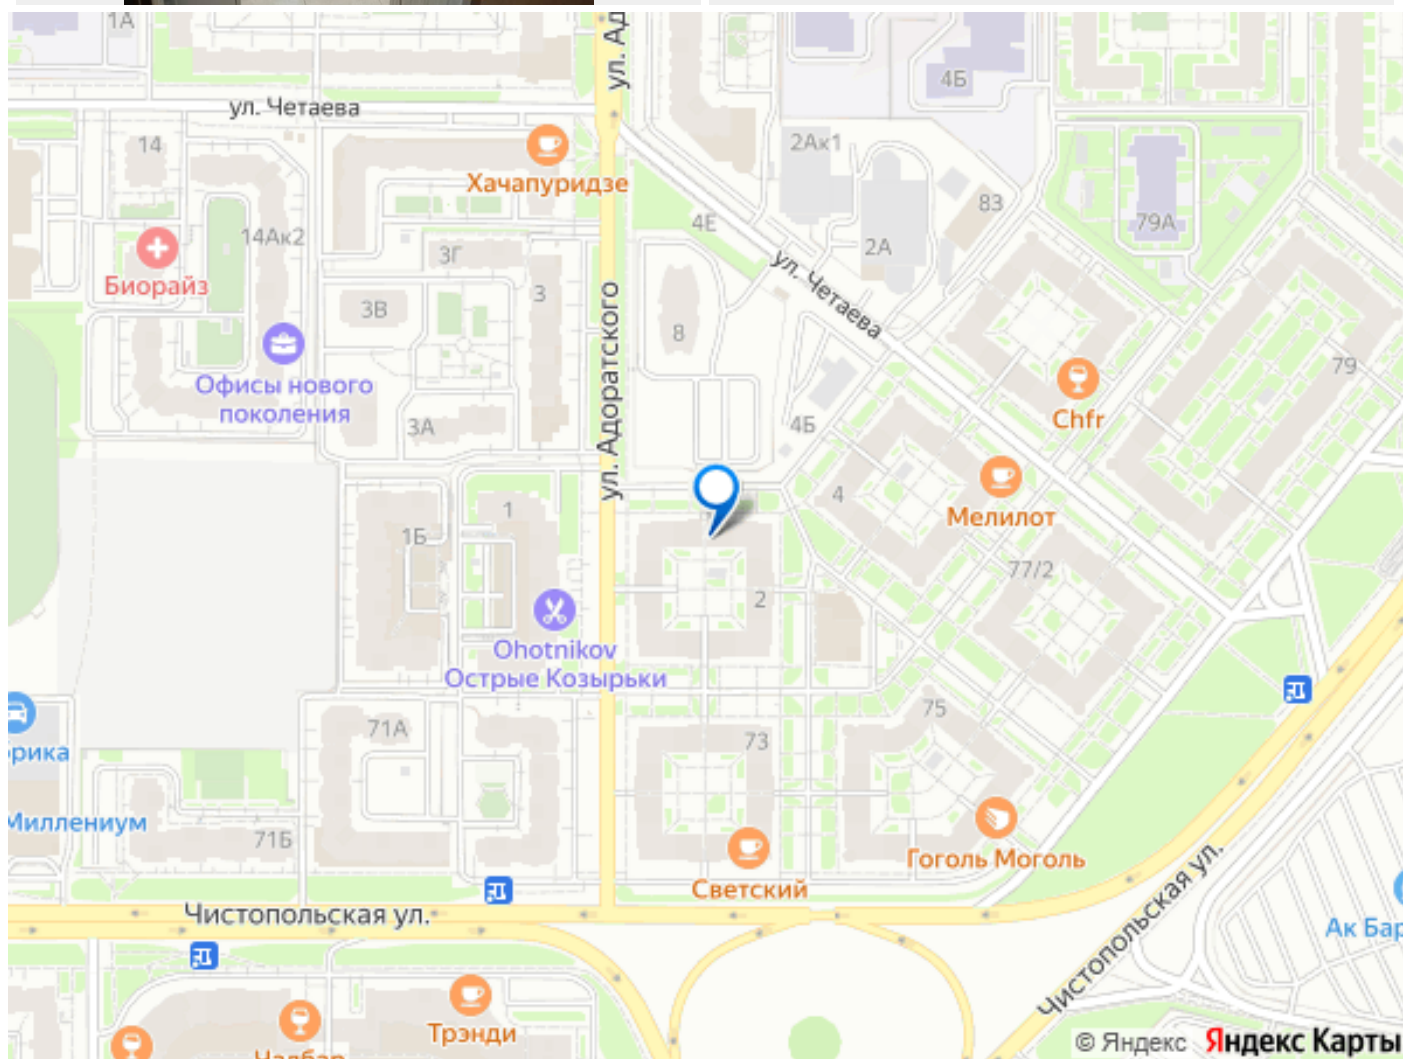 1А
ул. Ад
4Б
ул. Четаева
14
2Ак1
Хачапуридзе
83
4Е
79А
14Ак2
3Г
2А
Биорайз
ул. Четаева
3
3В
8
ул. Адоратского
79
Офисы нового
поколения
Chfr
3А
4Б
4
1
Мелилот
1Б
77/2
2
Ohotnikov
Острые Козырьки
75
71А
73
брика
Миллениум
71Б
Гоголь Моголь
Светский
Чистопольская ул.
Чистопольская ул.
Ак Бар
Трэнди
© Яндекс Яндекс Карты